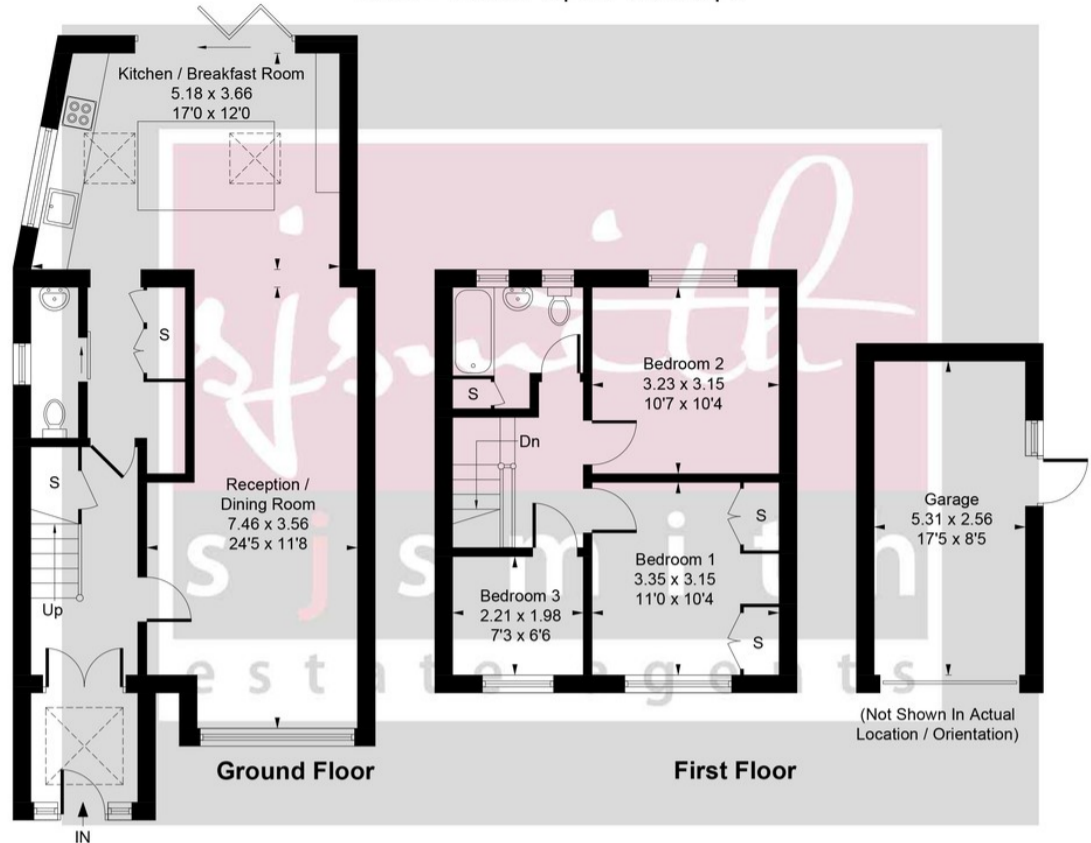 Kitchen / Breakfast Room
5.18 x 3.66
17'0 x 12'0
S
S
Reception /
Dining Room
7.46 x 3.56
24'5 x 11'8
Up
IN
Ground Floor
S
Dn
Bedroom 2
3.23 x 3.15
10'7 x 10'4
Bedroom 1
3.35 x 3.15
11'0 x 10'4
S
S
Bedroom 3
2.21 x 1.98
7'3 x 6'6
First Floor
Garage
5.31 x 2.56
17'5 x 8'5
(Not Shown In Actual
Location / Orientation)
sjsmith
sjsmith
estate agents